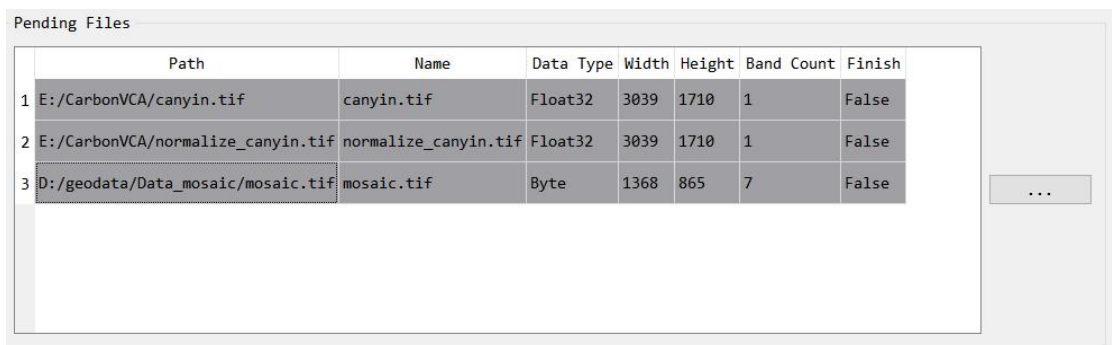 Pending Files
Path Name Data Type Width Height Band Count Finish
1 E:/CarbonVCA/canyin.tif canyin.tif Float32 3039 1710 1 False
2 E:/CarbonVCA/normalize_canyin.tif normalize_canyin.tif Float32 3039 1710 1 False
3 D:/geodata/Data_mosaic/mosaic.tif mosaic.tif Byte 1368 865 7 False
...